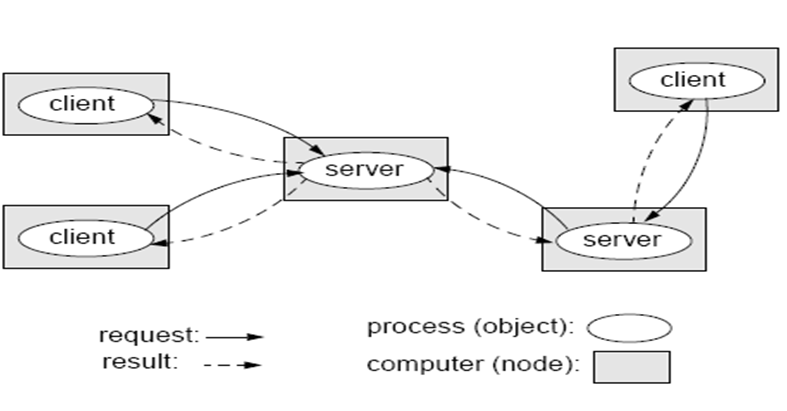 client
client
server
client
server
request:
result:
process (object):
computer (node):